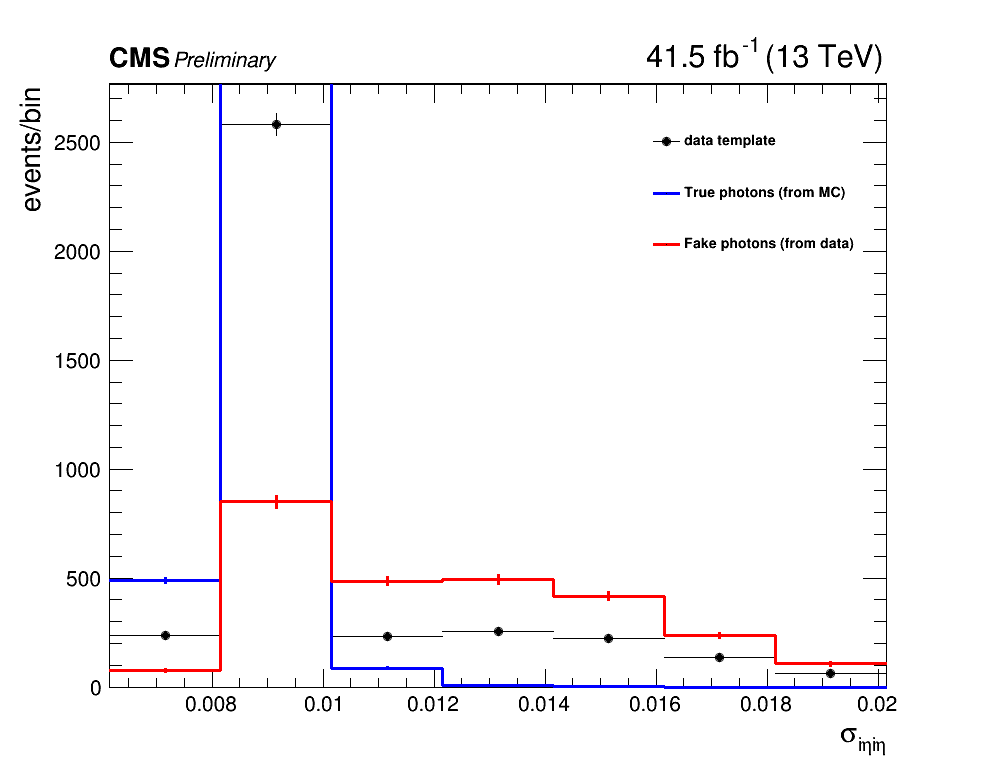 CMS Preliminary 41.5 fb⁻¹ (13 TeV)
events/bin
data template
True photons (from MC)
Fake photons (from data)
2500
2000
1500
1000
500
0
0.008 0.01 0.012 0.014 0.016 0.018 0.02
σiηiη